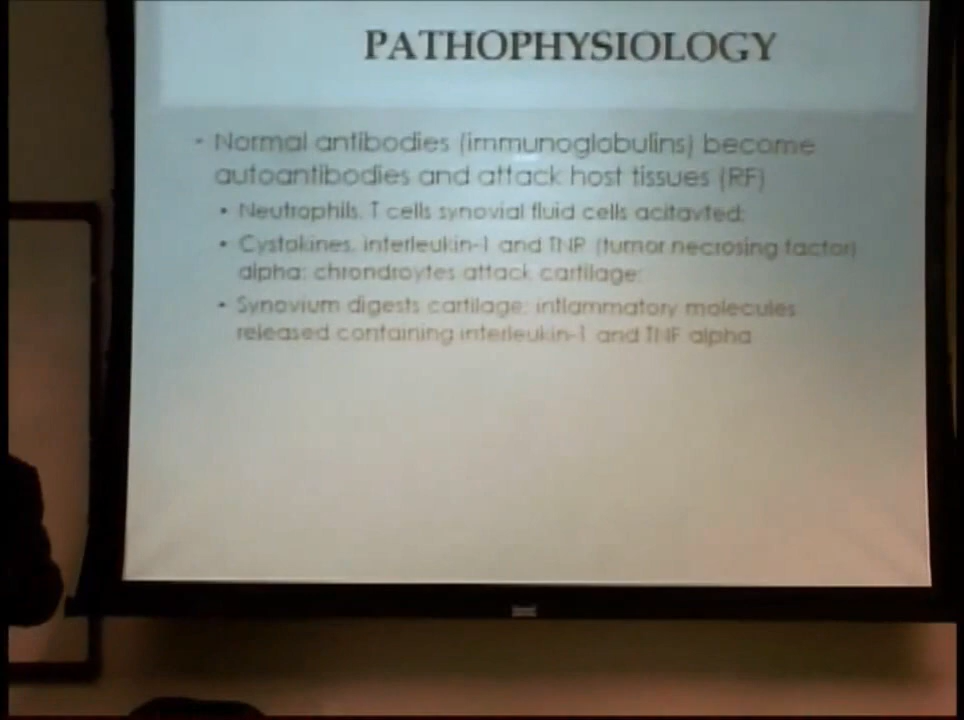 PATHOPHYSIOLOGY
• Normal antibodies (immunoglobulins) become
autoantibodies and attack host tissues (RF)
• Neutrophils, T cells synovial fluid cells acitavted;
• Cystokines, interleukin-1 and TNF (tumor necrosing factor)
alpha; chrondroytes attack cartilage;
• Synovium digests cartilage; inflammatory molecules
released containing interleukin-1 and TNF alpha